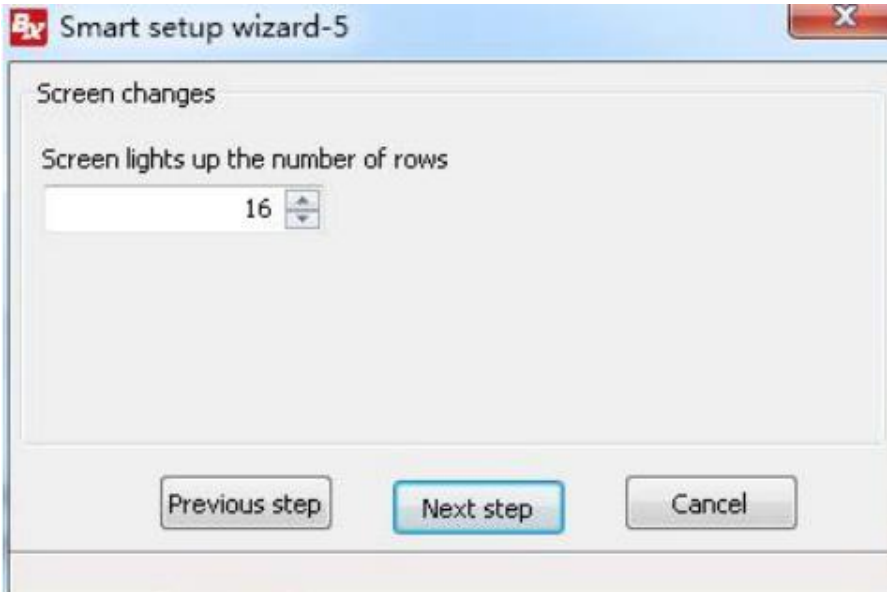 BX Smart setup wizard-5
Screen changes
Screen lights up the number of rows
16
Previous step Next step Cancel